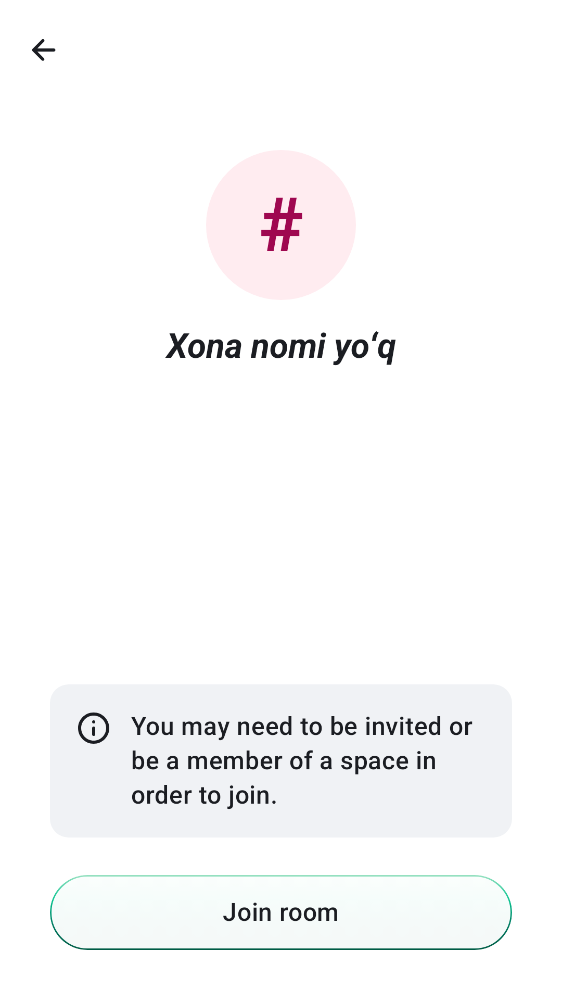 #
Xona nomi yoʻq
You may need to be invited or
be a member of a space in
order to join.
Join room